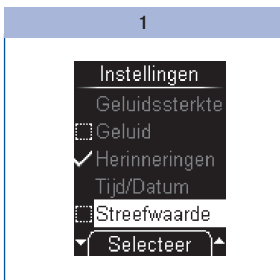 1
Instellingen
Geluidssterkte
Geluid
Herinneringen
Tijd/Datum
Streefwaarde
Selecteer